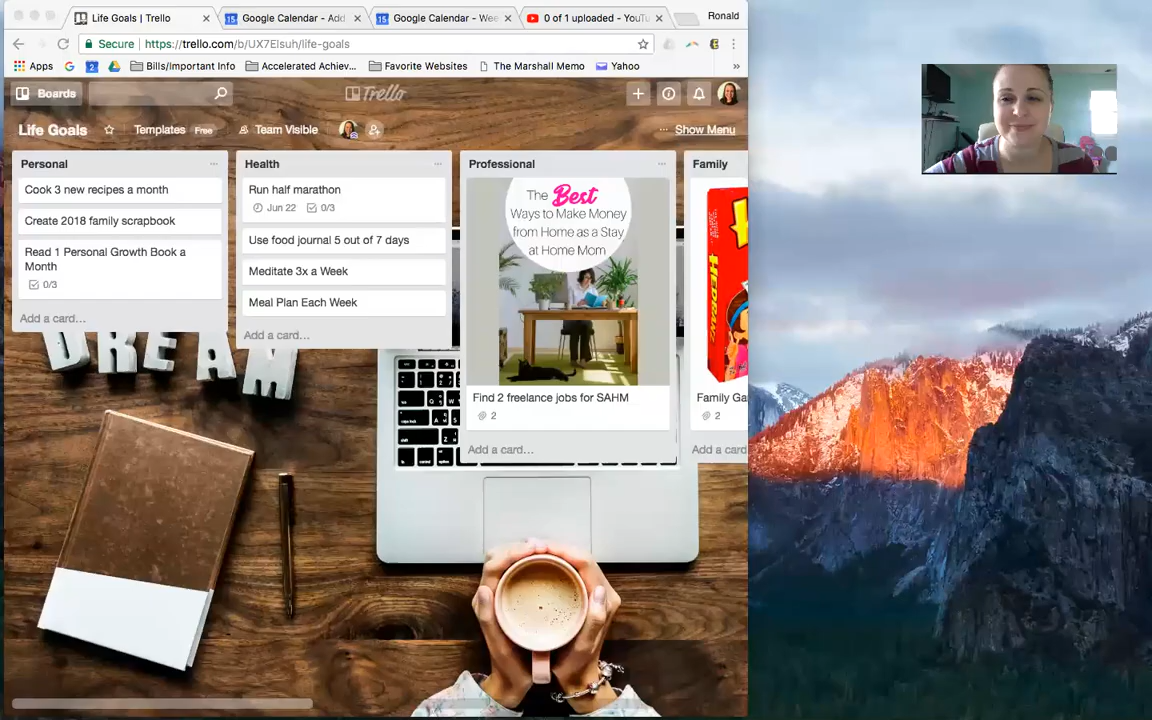 Life Goals | Trello
Google Calendar - Add
Google Calendar - Wee
0 of 1 uploaded - YouTu
Ronald
Secure
https://trello.com/b/UX7Elsuh/life-goals
Apps
Bills/Important Info
Accelerated Achiev...
Favorite Websites
The Marshall Memo
Yahoo
»
Boards
Trello
Life Goals
Templates
Free
Team Visible
... Show Menu
Personal
Cook 3 new recipes a month
Create 2018 family scrapbook
Read 1 Personal Growth Book a
Month
0/3
Add a card...
Health
Run half marathon
Jun 22
0/3
Use food journal 5 out of 7 days
Meditate 3x a Week
Meal Plan Each Week
Add a card...
Professional
The Best
Ways to Make Money
from Home as a Stay
at Home Mom
Find 2 freelance jobs for SAHM
2
Add a card...
Family
HEDBANZ
Family Ga
2
Add a card
DREAM